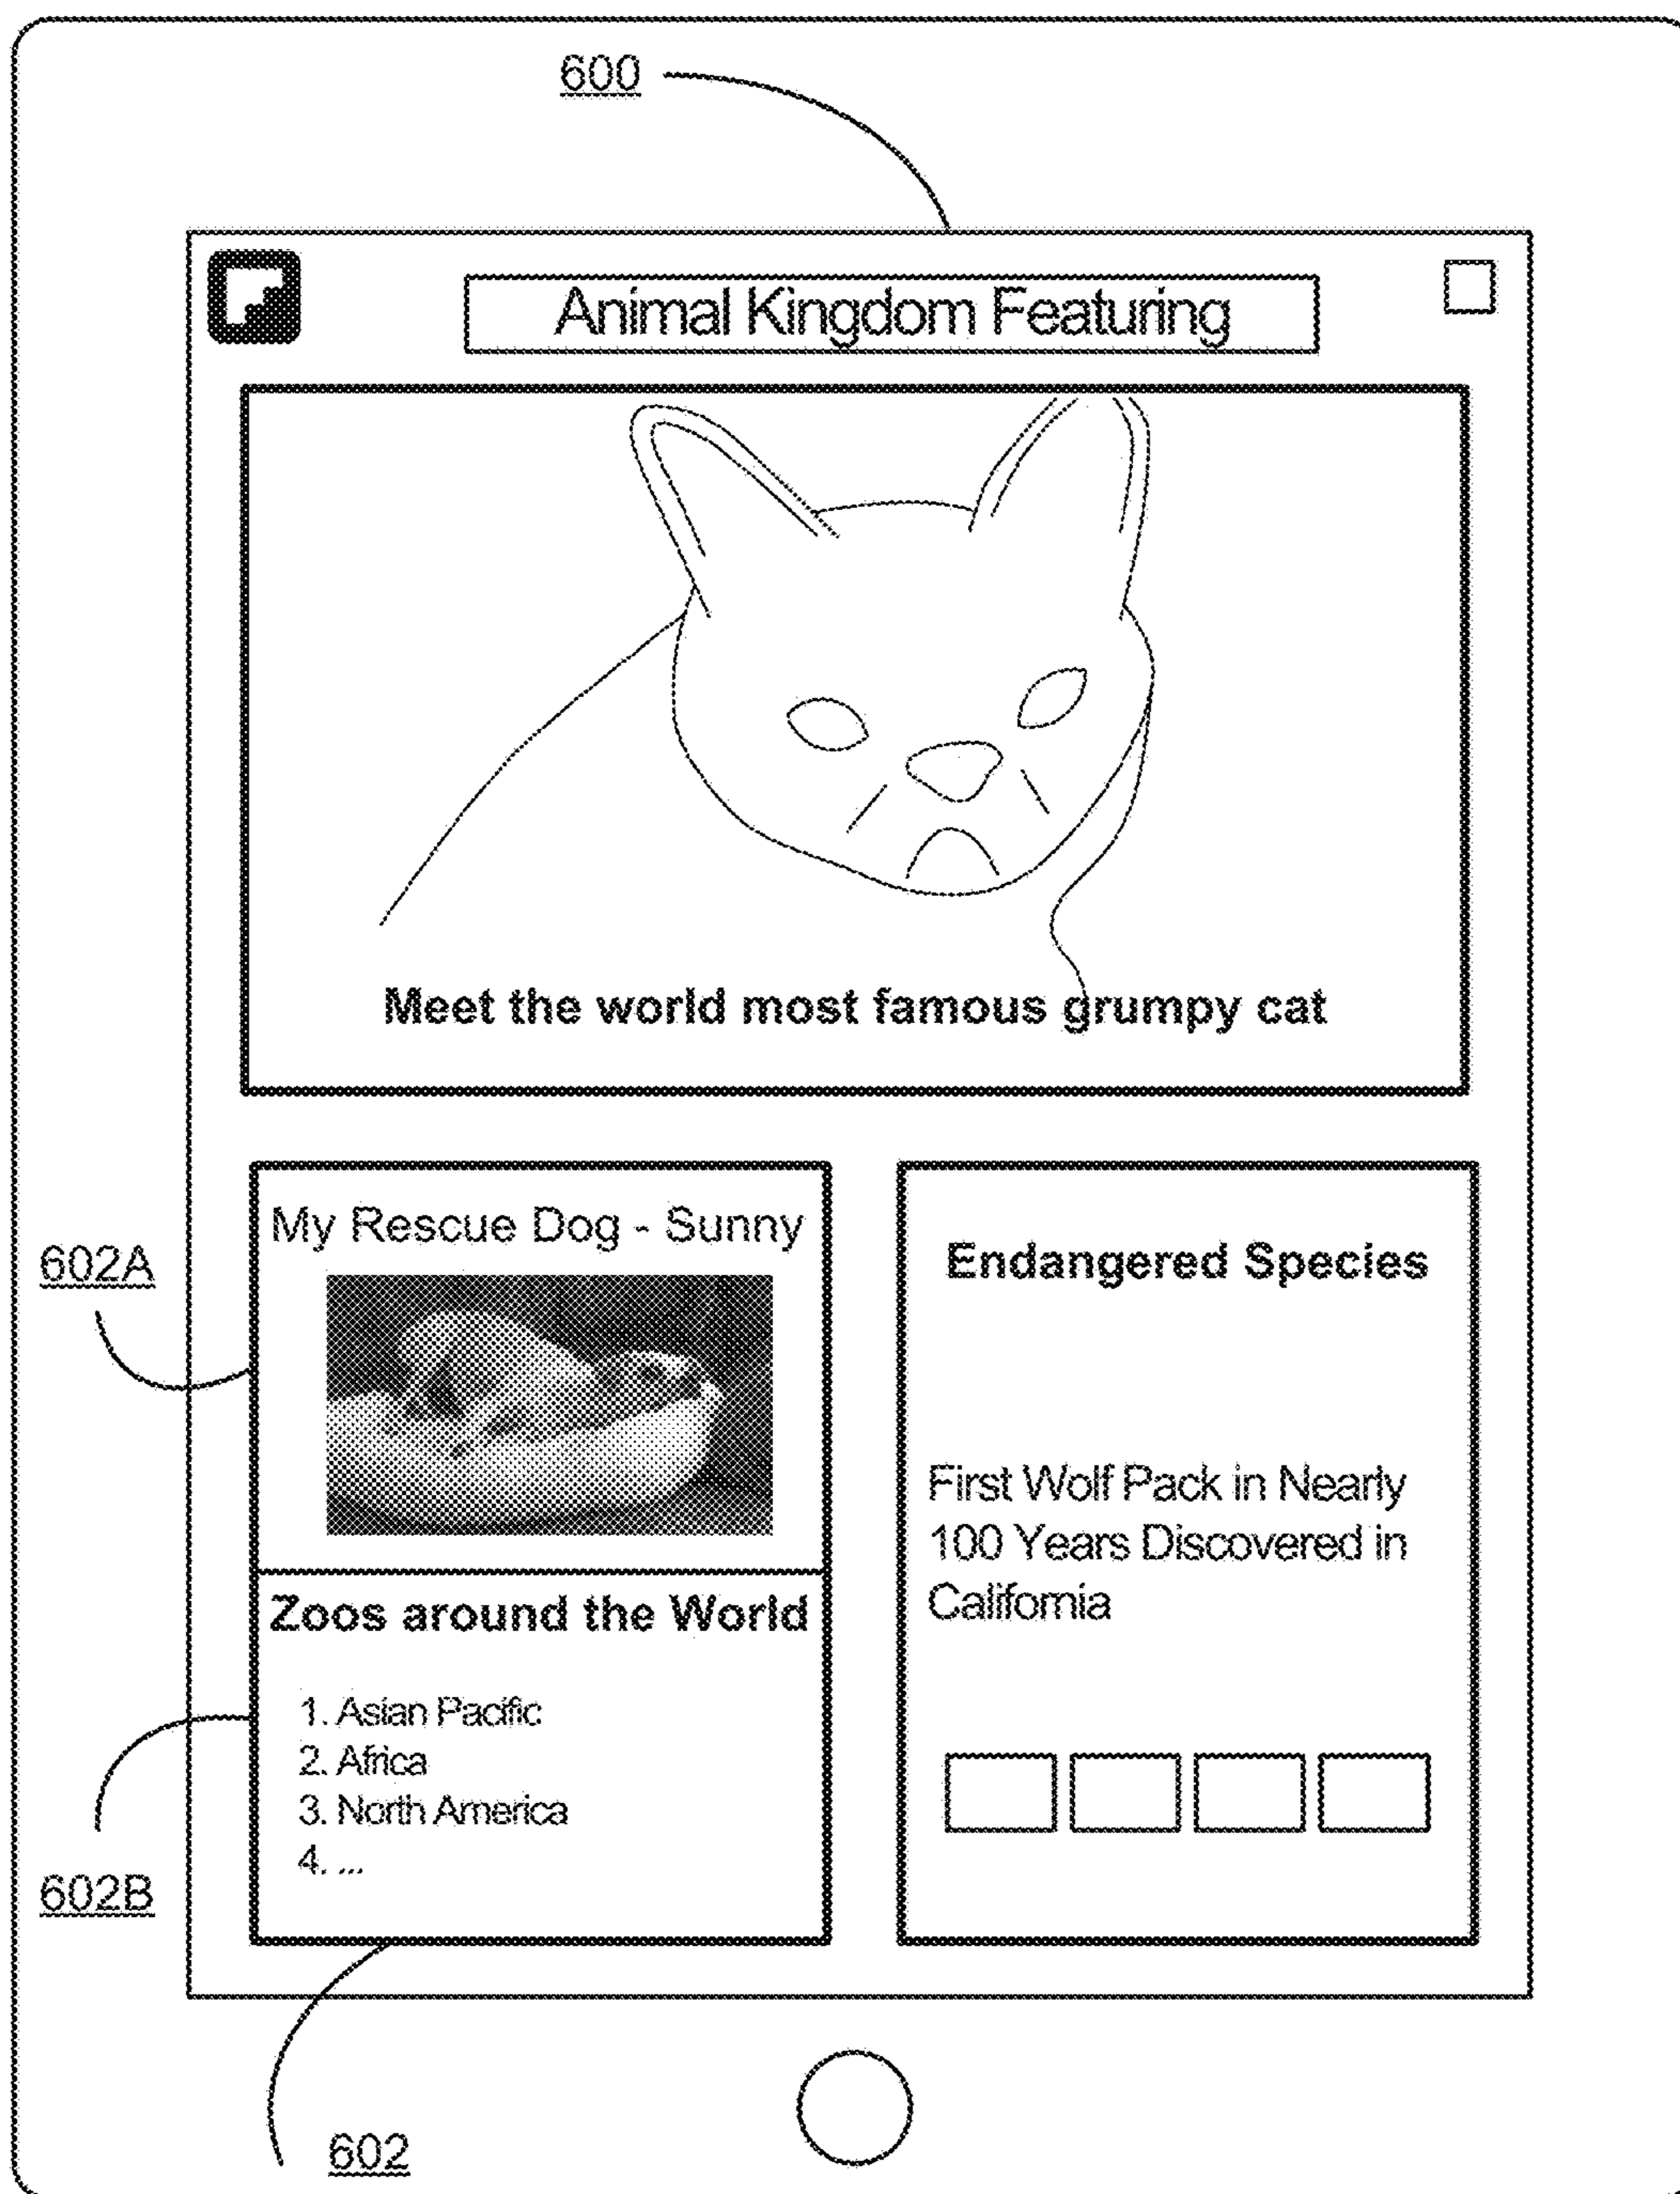 600
Animal Kingdom Featuring
Meet the world most famous grumpy cat
602A
My Rescue Dog - Sunny
Zoos around the World
1. Asian Pacific
2. Africa
3. North America
4. ...
602B
602
Endangered Species
First Wolf Pack in Nearly
100 Years Discovered in
California